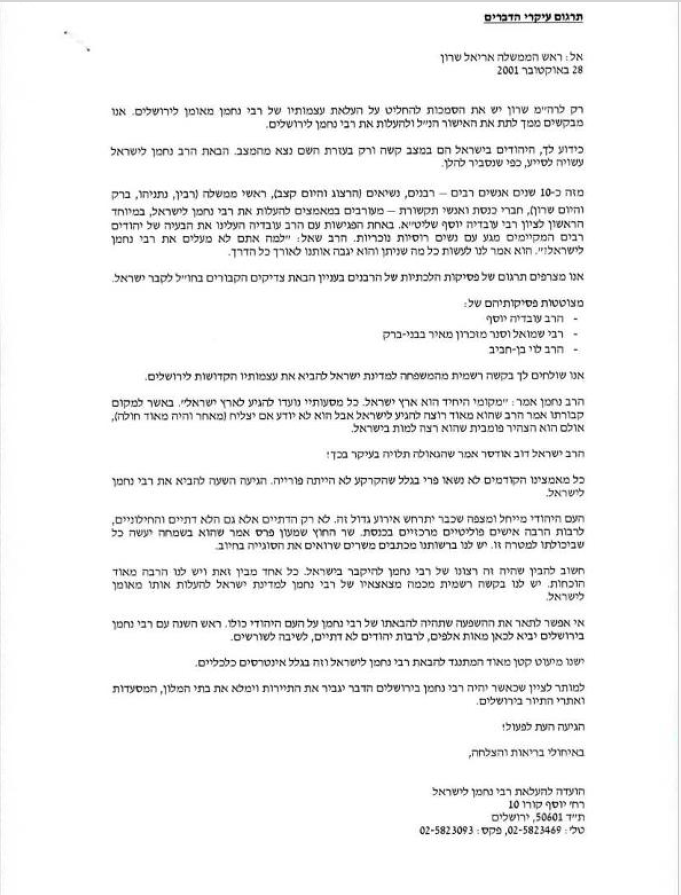 תרגום עיקרי הדברים
אל: ראש הממשלה אריאל שרון
28 באוקטובר 2001
רק לרה"מ שרון יש את הסמכות להחליט על העלאת עצמותיו של רבי נחמן מאומן לירושלים. אנו
מבקשים ממך לתת את האישור הנ"ל ולהעלות את רבי נחמן לירושלים.
כידוע לך, היהודים בישראל הם במצב קשה ורק בעזרת השם נצא מהמצב. הבאת הרב נחמן לישראל
עשויה לסייע, כפי שנסביר להלן.
מזה כ-10 שנים אנשים רבים – רבנים, נשיאים (הרצוג והיום קצב), ראשי ממשלה (רבין, נתניהו, ברק
והיום שרון), חברי כנסת ואנשי תקשורת – מעורבים במאמצים להעלות את רבי נחמן לישראל, במיוחד
הראשון לציון רבי עובדיה יוסף שליט"א. באחת הפגישות עם הרב עובדיה העלינו את הבעיה של יהודים
רבים המקיימים מגע עם נשים רוסיות נוכריות. הרב שאל: "למה אתם לא מעלים את רבי נחמן
לישראל?". הוא אמר לנו לעשות כל מה שניתן והוא יגבה אותנו לאורך כל הדרך.
אנו מצרפים תרגום של פסיקות הלכתיות של הרבנים בעניין הבאת צדיקים הקבורים בחו"ל לקבר ישראל.
מצוטטות פסיקותיהם של:
- הרב עובדיה יוסף
- רבי שמואל וסנר מזכרון מאיר בבני-ברק
- הרב לוי בן-חביב
אנו שולחים לך בקשה רשמית מהמשפחה למדינת ישראל להביא את עצמותיו הקדושות לירושלים.
הרב נחמן אמר: "מקומי היחיד הוא ארץ ישראל. כל מסעותיי נועדו להגיע לארץ ישראל". באשר למקום
קבורתו אמר הרב שהוא מאוד רוצה להגיע לישראל אבל הוא לא יודע אם יצליח (מאחר והיה מאוד חולה),
אולם הוא הצהיר פומבית שהוא רצה למות בישראל.
הרב ישראל דוב אודסר אמר שהגאולה תלויה בעיקר בכך!
כל מאמצינו הקודמים לא נשאו פרי בגלל שהקרקע לא הייתה פורייה. הגיעה השעה להביא את רבי נחמן
לישראל.
העם היהודי מייחל ומצפה שכבר יתרחש אירוע גדול זה. לא רק הדתיים אלא גם הלא דתיים והחילוניים,
לרבות הרבה אישים פוליטיים מרכזיים בכנסת. שר החוץ שמעון פרס אמר שהוא בשמחה יעשה כל
שביכולתו למטרה זו. יש לנו ברשותנו מכתבים משרים שרואים את הסוגייה בחיוב.
חשוב להבין שהיה זה רצונו של רבי נחמן להיקבר בישראל. כל אחד מבין זאת ויש לנו הרבה מאוד
הוכחות. יש לנו בקשה רשמית מכמה מצאצאיו של רבי נחמן למדינת ישראל להעלות אותו מאומן
לישראל.
אי אפשר לתאר את ההשפעה שתהיה להבאתו של רבי נחמן על העם היהודי כולו. ראש השנה עם רבי נחמן
בירושלים יביא לכאן מאות אלפים, לרבות יהודים לא דתיים, לשיבה לשורשים.
ישנו מיעוט קטן מאוד המתנגד להבאת רבי נחמן לישראל וזה בגלל אינטרסים כלכליים.
למותר לציין שכאשר יהיה רבי נחמן בירושלים הדבר יגביר את התיירות וימלא את בתי המלון, המסעדות
ואתרי התיור בירושלים.
הגיעה העת לפעול!
באיחולי בריאות והצלחה,
הועדה להעלאת רבי נחמן לישראל
רח' יוסף קורו 10
ת"ד 50601, ירושלים
טל': 02-5823469, פקס: 02-5823093